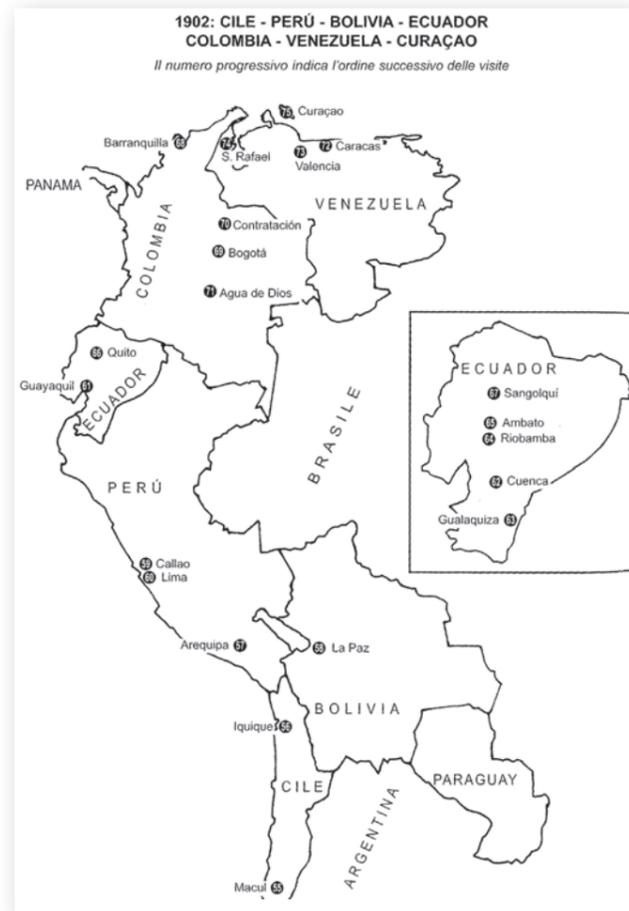 1902: CILE - PERÚ - BOLIVIA - ECUADOR
COLOMBIA - VENEZUELA - CURAÇAO
Il numero progressivo indica l'ordine successivo delle visite
75 Curaçao
Barranquilla 68
74 S. Rafael
73 Valencia
72 Caracas
PANAMA
VENEZUELA
COLOMBIA
70 Contratación
69 Bogotá
71 Agua de Dios
66 Quito
Guayaquil 61
ECUADOR
ECUADOR
67 Sangolquí
65 Ambato
64 Riobamba
62 Cuenca
Gualaquiza 63
BRASILE
PERÚ
59 Callao
60 Lima
Arequipa 57
58 La Paz
BOLIVIA
Iquique 56
CILE
PARAGUAY
ARGENTINA
Macul 55